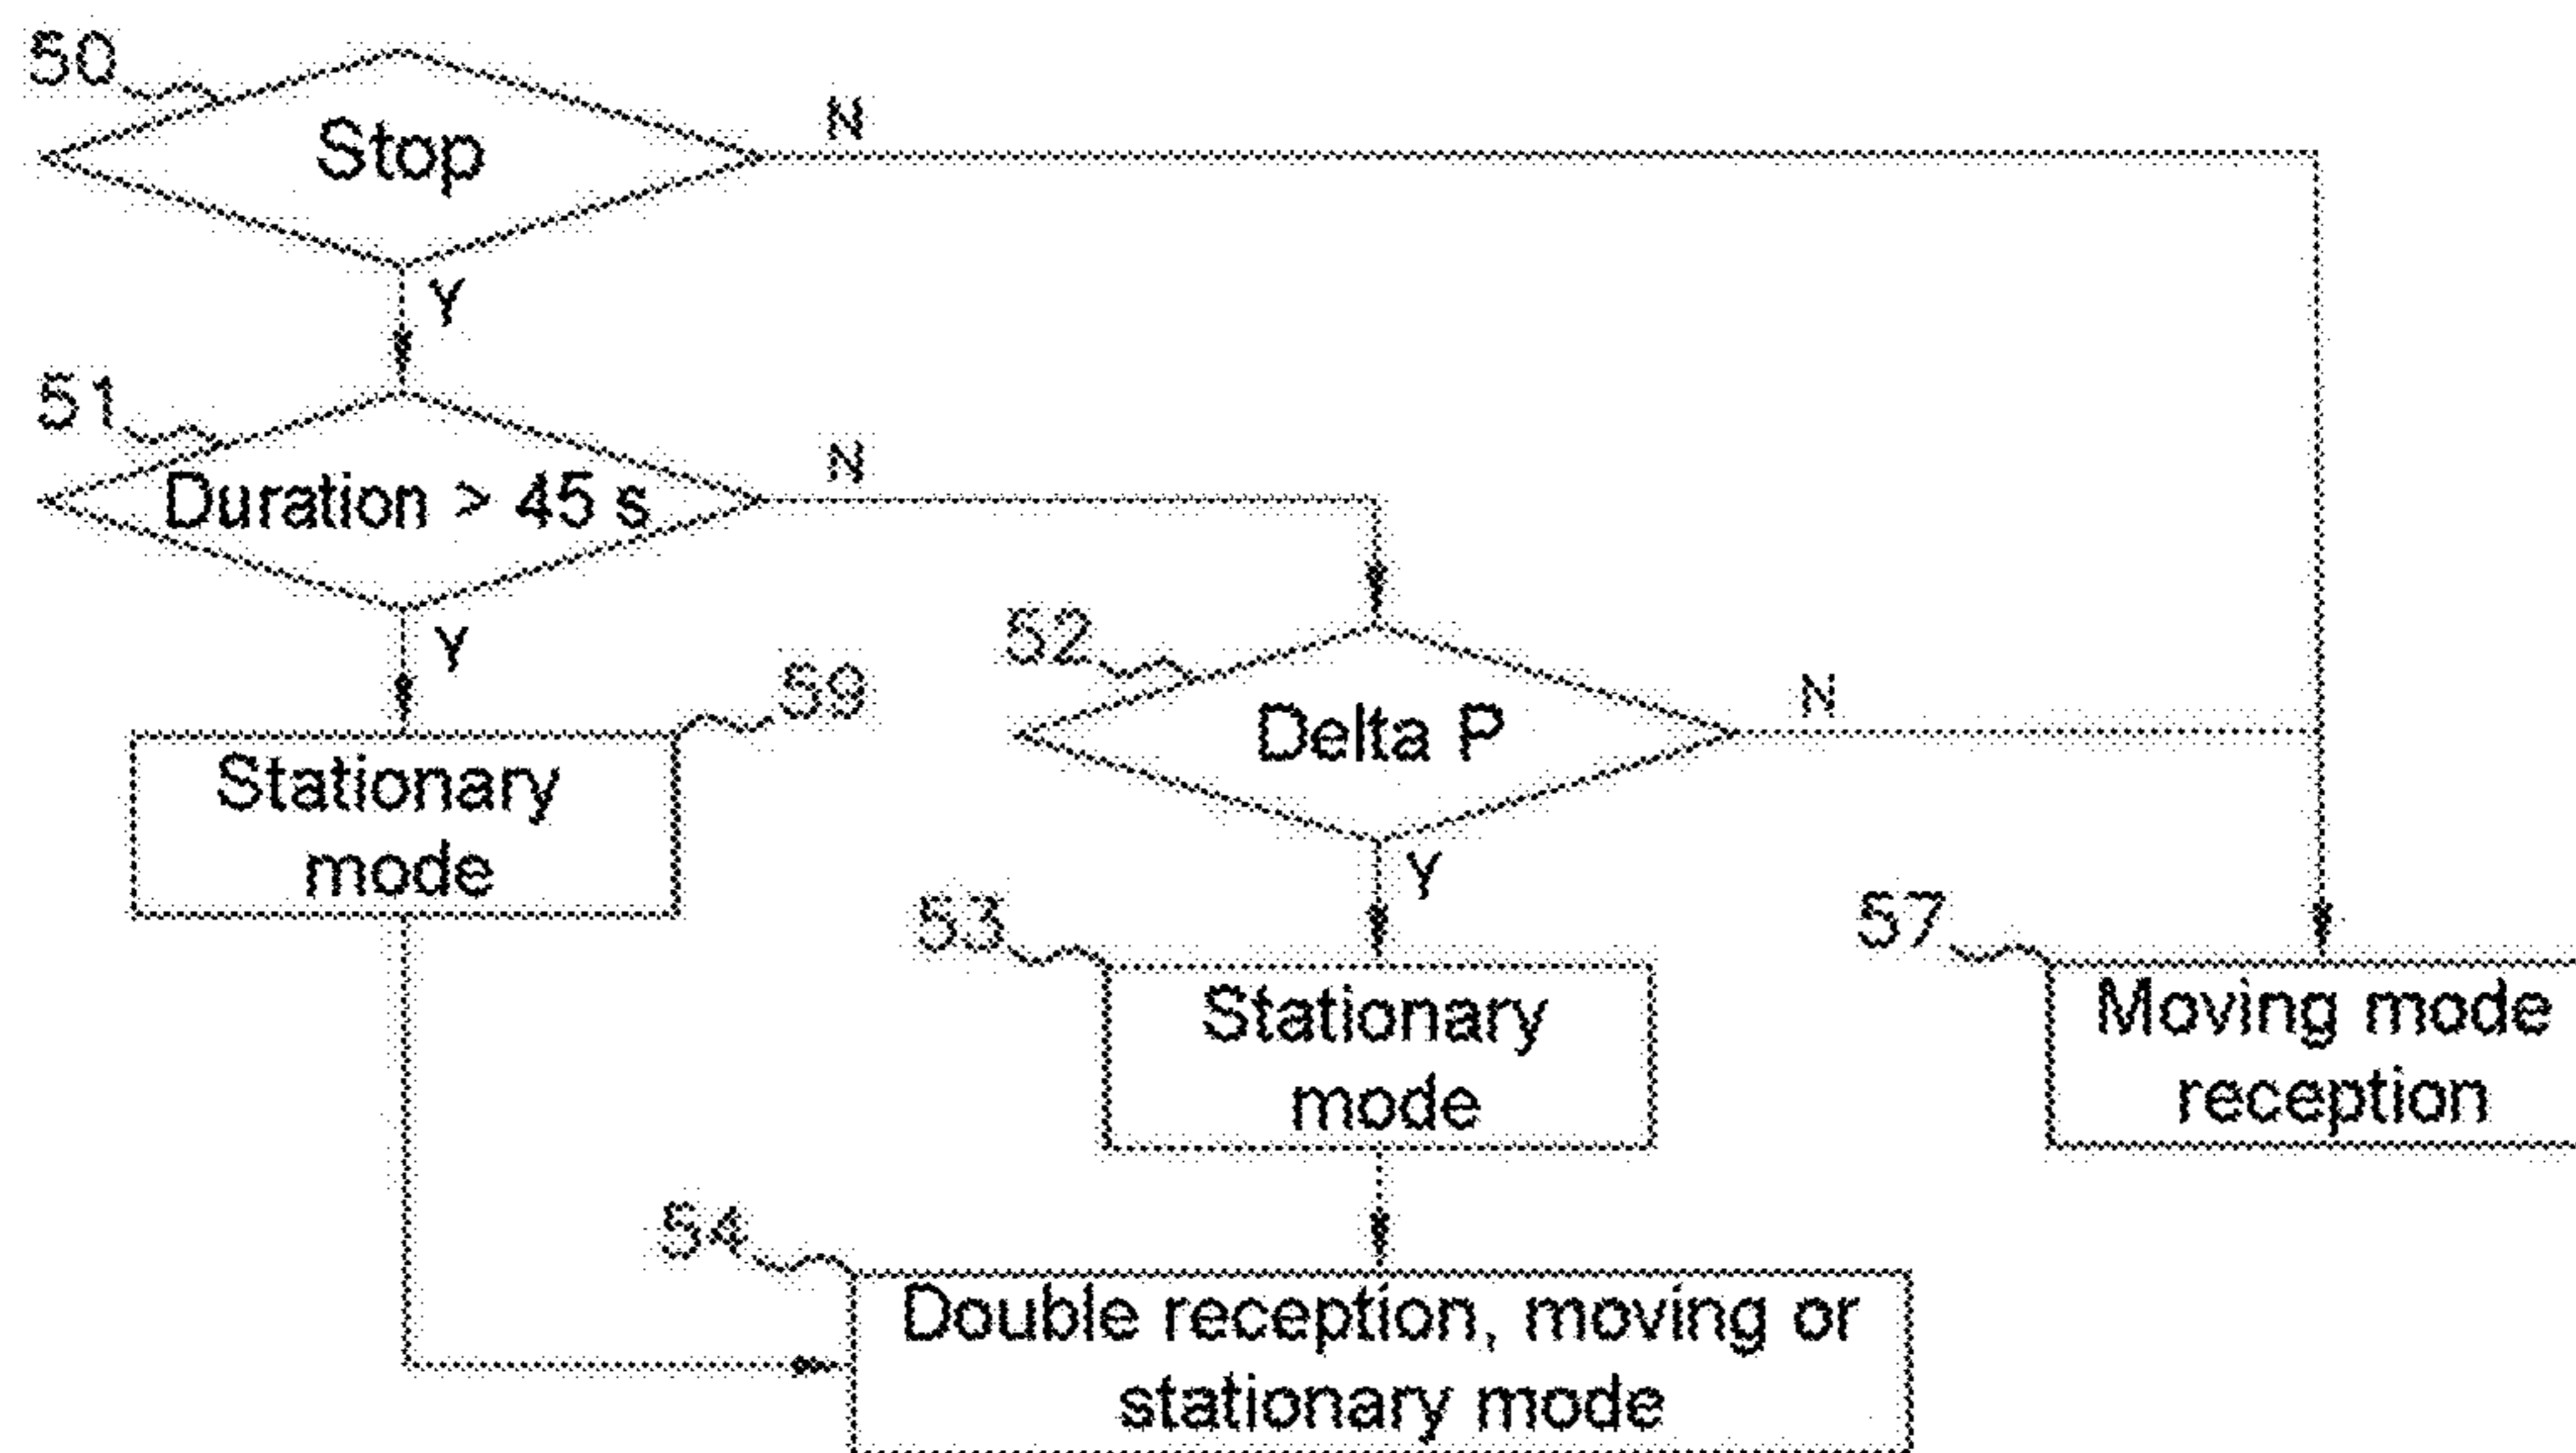 50
Stop
N
Y
51
Duration > 45 s
N
Y
52
Delta P
N
59
Stationary
mode
Y
53
Stationary
mode
57
Moving mode
reception
54
Double reception, moving or
stationary mode